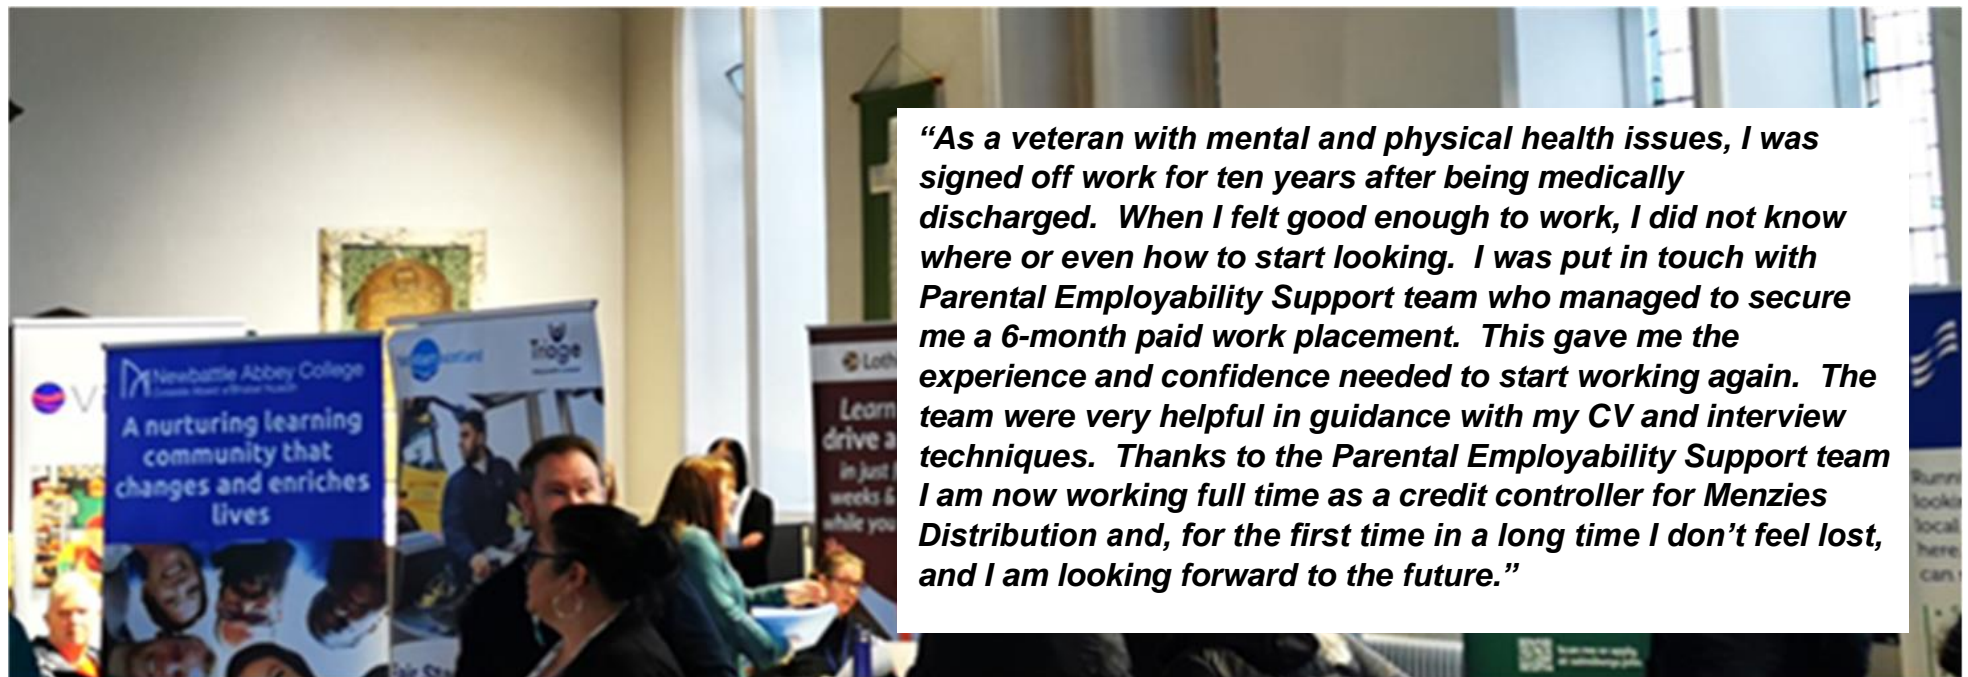 “As a veteran with mental and physical health issues, I was
signed off work for ten years after being medically
discharged.  When I felt good enough to work, I did not know
where or even how to start looking.  I was put in touch with
Parental Employability Support team who managed to secure
me a 6-month paid work placement.  This gave me the
experience and confidence needed to start working again.  The
team were very helpful in guidance with my CV and interview
techniques.  Thanks to the Parental Employability Support team
I am now working full time as a credit controller for Menzies
Distribution and, for the first time in a long time I don’t feel lost,
and I am looking forward to the future.”
Newbattle Abbey College
A nurturing learning
community that
changes and enriches
lives
Triage
Loth
Learn
drive a
in just
weeks &
while you
Runni
lookin
local
here
can